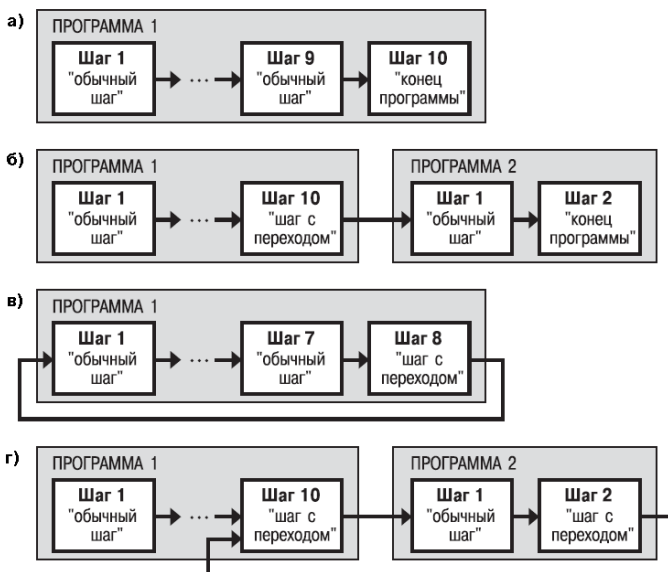 а)
ПРОГРАММА 1
Шаг 1
"обычный
шаг"
...
Шаг 9
"обычный
шаг"
Шаг 10
"конец
программы"
б)
ПРОГРАММА 1
Шаг 1
"обычный
шаг"
...
Шаг 10
"шаг с
переходом"
ПРОГРАММА 2
Шаг 1
"обычный
шаг"
Шаг 2
"конец
программы"
в)
ПРОГРАММА 1
Шаг 1
"обычный
шаг"
...
Шаг 7
"обычный
шаг"
Шаг 8
"шаг с
переходом"
г)
ПРОГРАММА 1
Шаг 1
"обычный
шаг"
...
Шаг 10
"шаг с
переходом"
ПРОГРАММА 2
Шаг 1
"обычный
шаг"
Шаг 2
"шаг с
переходом"